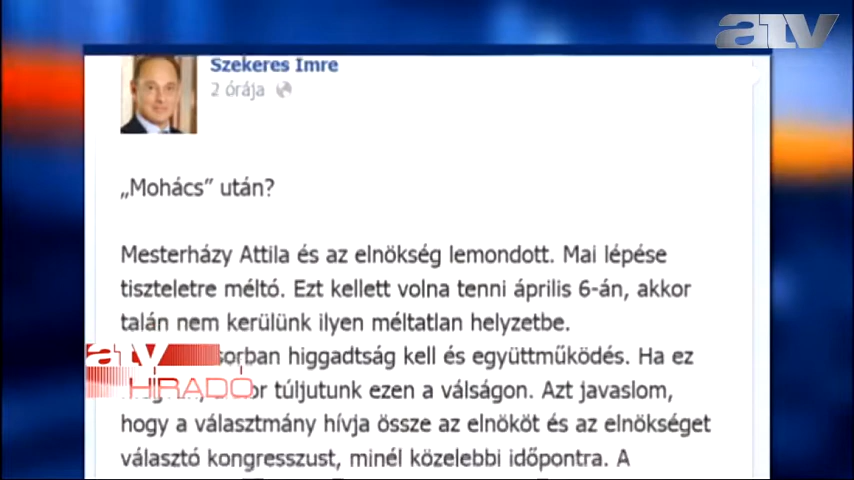 atv
Szekeres Imre
2 órája
„Mohács” után?
Mesterházy Attila és az elnökség lemondott. Mai lépése
tiszteletre méltó. Ezt kellett volna tenni április 6-án, akkor
talán nem kerülünk ilyen méltatlan helyzetbe.
sorban higgadtság kell és együttműködés. Ha ez
túljutunk ezen a válságon. Azt javaslom,
hogy a választmány hívja össze az elnököt és az elnökséget
választó kongresszust, minél közelebbi időpontra. A
atv
HÍRADÓ